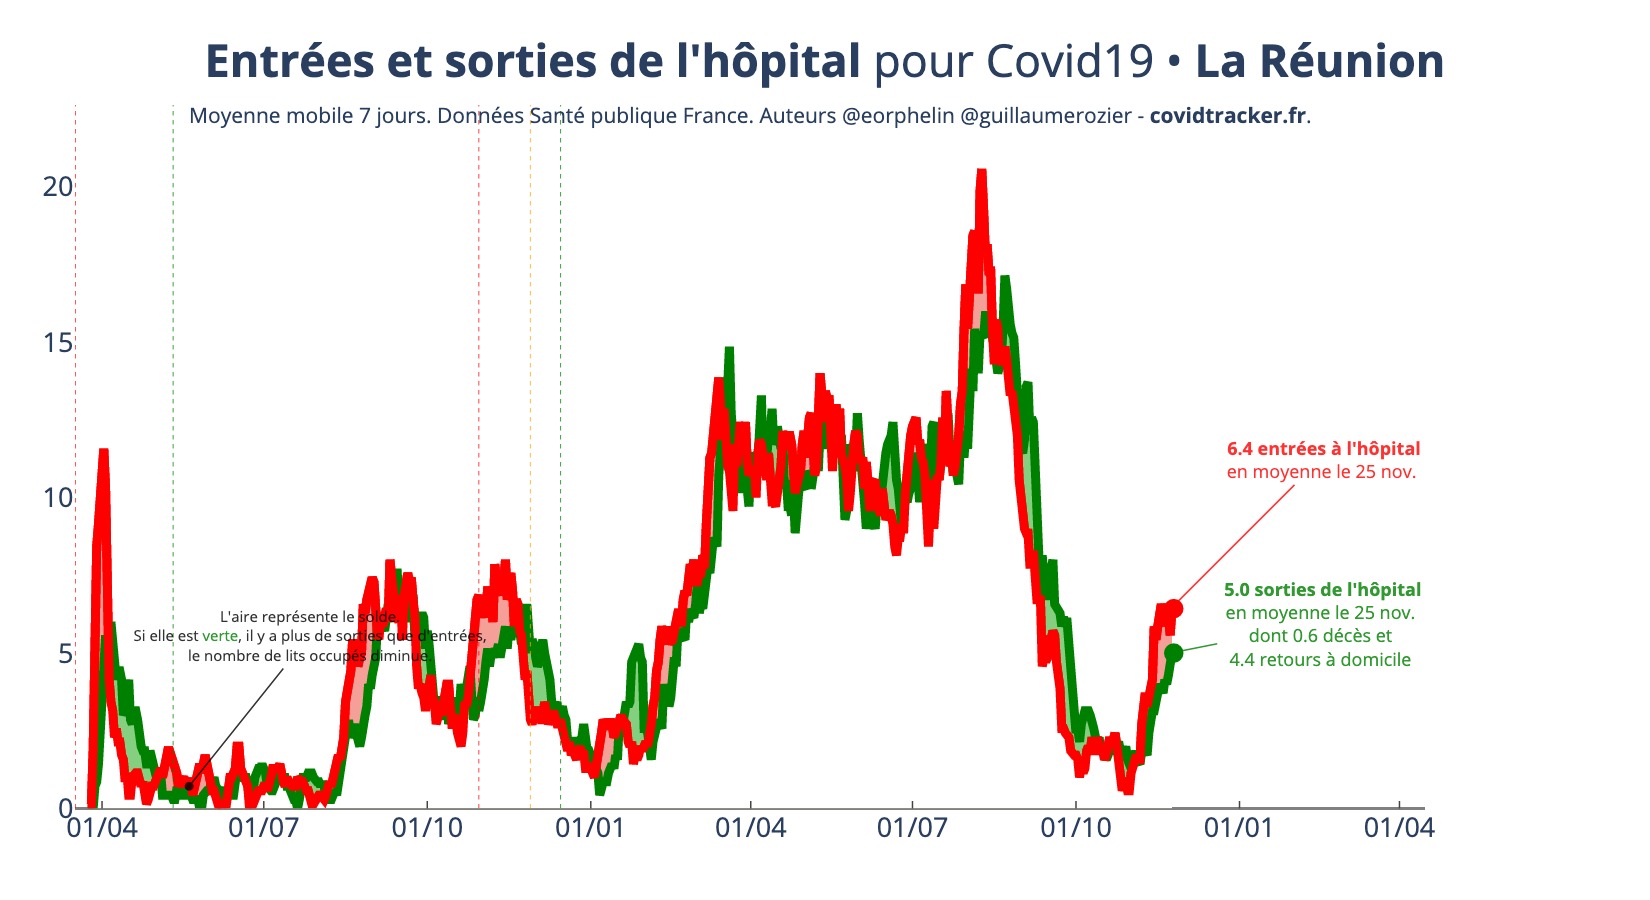 Entrées et sorties de l'hôpital pour Covid19 • La Réunion
Moyenne mobile 7 jours. Données Santé publique France. Auteurs @eorphelin @guillaumerozier - covidtracker.fr.
20
15
10
5
0
6.4 entrées à l'hôpital
en moyenne le 25 nov.
5.0 sorties de l'hôpital
en moyenne le 25 nov.
dont 0.6 décès et
4.4 retours à domicile
L'aire représente le solde.
Si elle est verte, il y a plus de sorties que d'entrées,
le nombre de lits occupés diminue.
01/04 01/07 01/10 01/01 01/04 01/07 01/10 01/01 01/04